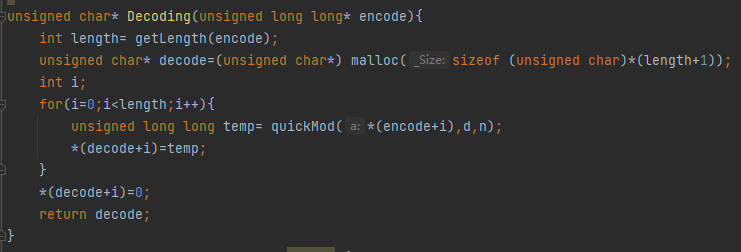 unsigned char* Decoding(unsigned long long* encode){
    int length= getLength(encode);
    unsigned char* decode=(unsigned char*) malloc( _Size: sizeof (unsigned char)*(length+1));
    int i;
    for(i=0;i<length;i++){
        unsigned long long temp= quickMod( a: *(encode+i),d,n);
        *(decode+i)=temp;
    }
    *(decode+i)=0;
    return decode;
}